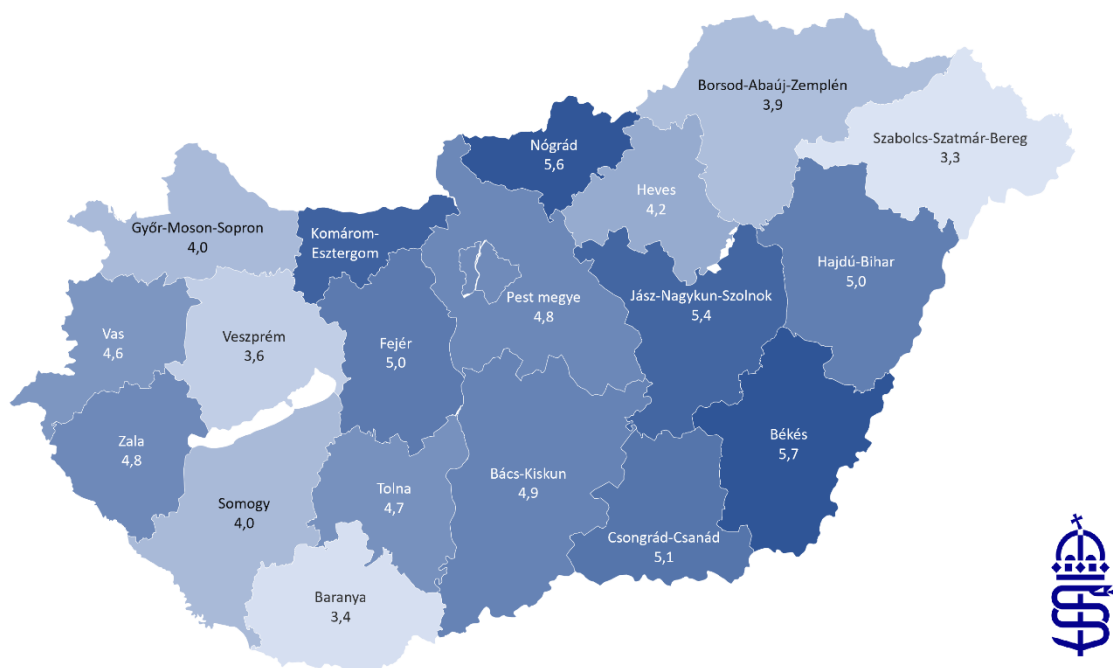 Borsod-Abaúj-Zemplén
3,9
Szabolcs-Szatmár-Bereg
3,3
Nógrád
5,6
Heves
4,2
Győr-Moson-Sopron
4,0
Komárom-
Esztergom
Hajdú-Bihar
5,0
Pest megye
4,8
Jász-Nagykun-Szolnok
5,4
Vas
4,6
Veszprém
3,6
Fejér
5,0
Zala
4,8
Békés
5,7
Bács-Kiskun
4,9
Tolna
4,7
Somogy
4,0
Csongrád-Csanád
5,1
Baranya
3,4